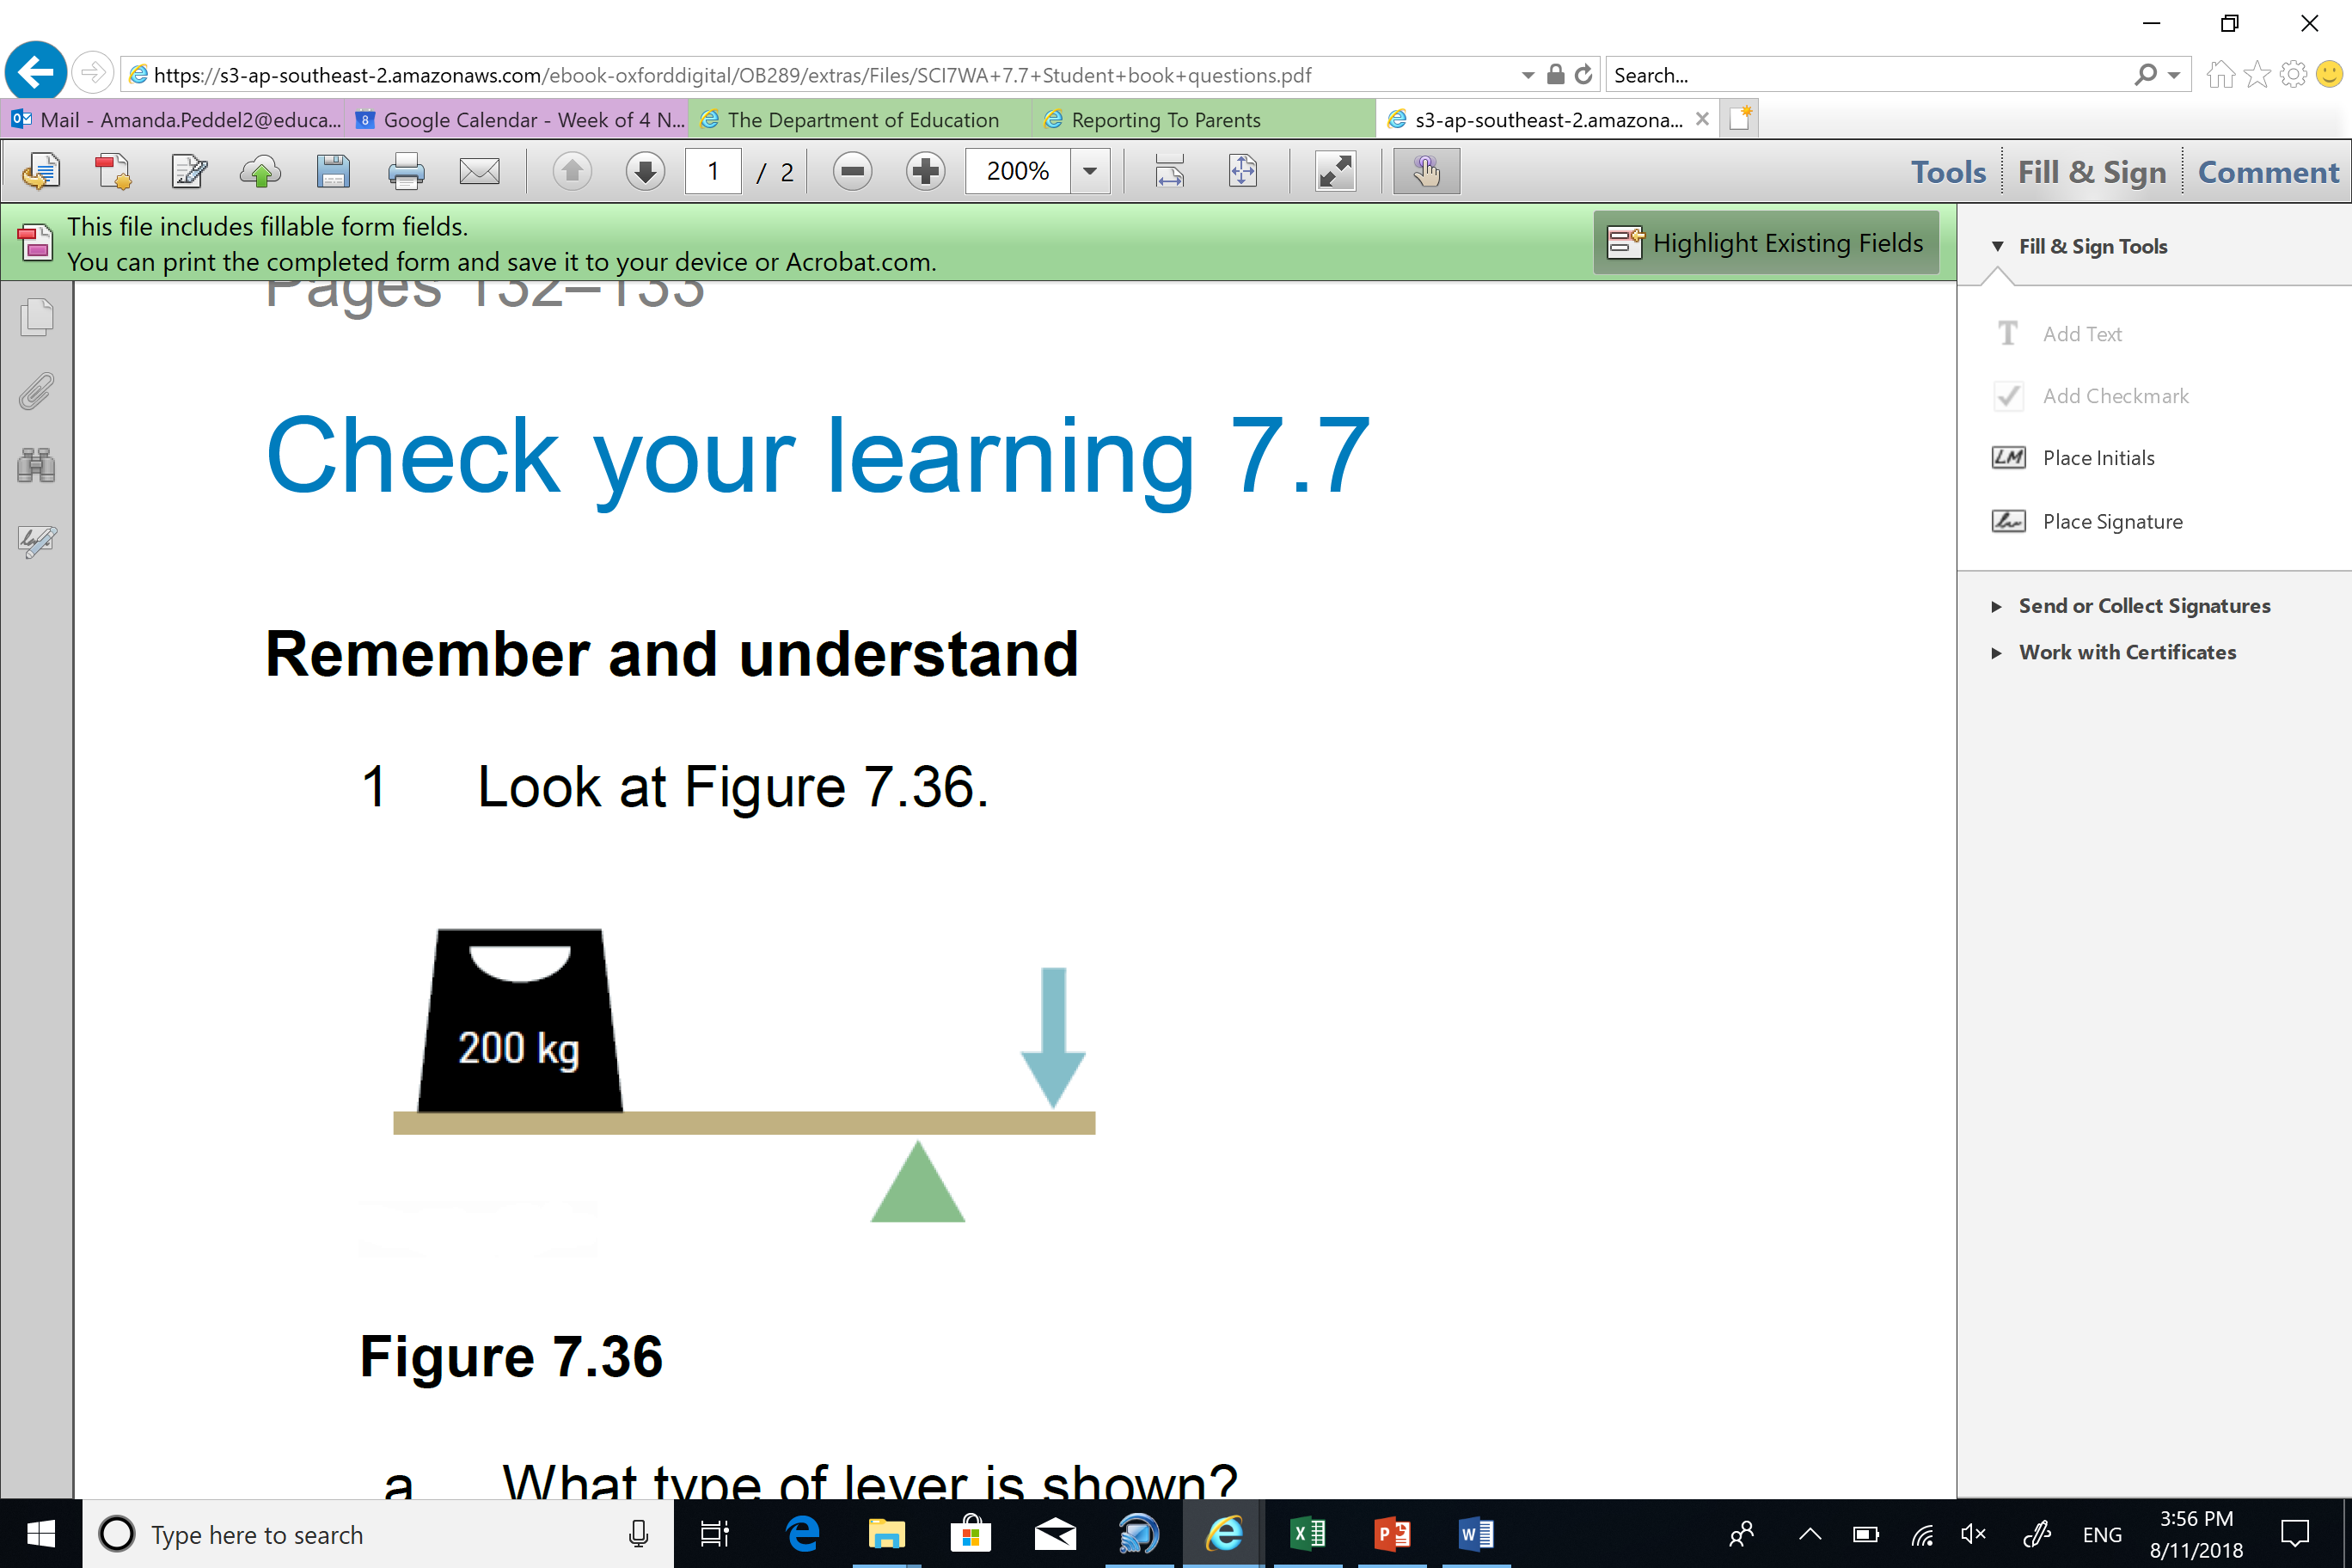 https://s3-ap-southeast-2.amazonaws.com/ebook-oxforddigital/OB289/extras/Files/SCI7WA+7.7+Student+book+questions.pdf
Search...
Mail - Amanda.Peddel2@educa...
Google Calendar - Week of 4 N...
The Department of Education
Reporting To Parents
s3-ap-southeast-2.amazona...
1 / 2
200%
Tools
Fill & Sign
Comment
This file includes fillable form fields.
You can print the completed form and save it to your device or Acrobat.com.
Highlight Existing Fields
Fill & Sign Tools
Add Text
Add Checkmark
Place Initials
Place Signature
Send or Collect Signatures
Work with Certificates
Pages 132–133
Check your learning 7.7
Remember and understand
1 Look at Figure 7.36.
200 kg
Figure 7.36
a What type of lever is shown?
Type here to search
ENG
3:56 PM
8/11/2018